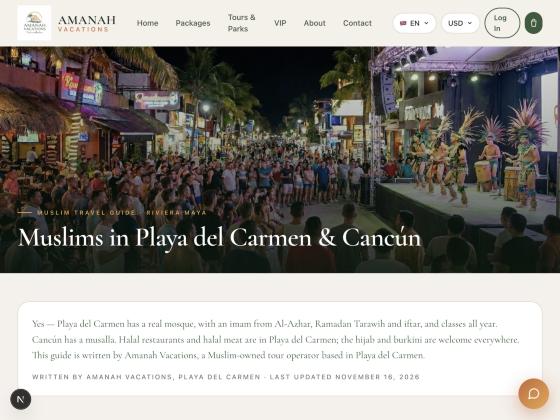 AMANAH
VACATIONS
Home
Packages
Tours &
Parks
VIP
About
Contact
EN
USD
Log
In
MUSLIM TRAVEL GUIDE · RIVIERA MAYA
Muslims in Playa del Carmen & Cancún
Yes — Playa del Carmen has a real mosque, with an imam from Al-Azhar, Ramadan Tarawih and iftar, and classes all year.
Cancún has a musalla. Halal restaurants and halal meat are in Playa del Carmen; the hijab and burkini are welcome everywhere.
This guide is written by Amanah Vacations, a Muslim-owned tour operator based in Playa del Carmen.
WRITTEN BY AMANAH VACATIONS, PLAYA DEL CARMEN · LAST UPDATED NOVEMBER 16, 2026
N